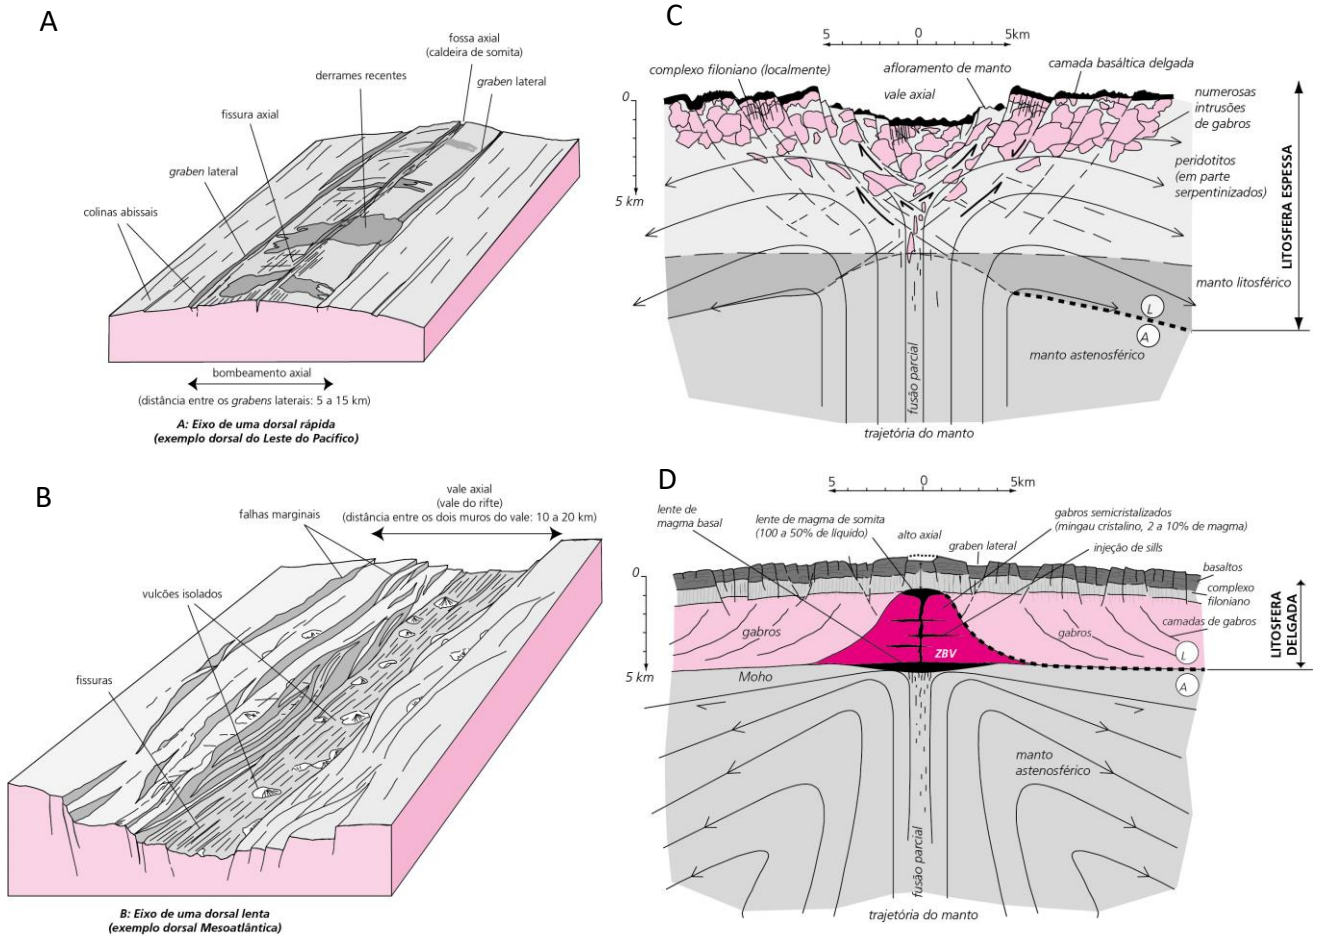 A
fossa axial
(caldeira de somita)
derrames recentes
graben lateral
fissura axial
graben lateral
colinas abissais
bombeamento axial
(distância entre os grabens laterais: 5 a 15 km)
A: Eixo de uma dorsal rápida
(exemplo dorsal do Leste do Pacífico)
B
vale axial
(vale do rifte)
(distância entre os dois muros do vale: 10 a 20 km)
falhas marginais
vulcões isolados
fissuras
B: Eixo de uma dorsal lenta
(exemplo dorsal Mesoatlântica)
C
5 0 5km
complexo filoniano (localmente)
afloramento de manto
camada basáltica delgada
vale axial
numerosas
intrusões
de gabros
0
peridotitos
(em parte
serpentinizados)
5 km
LITOSFERA ESPESSA
manto litosférico
L
A
manto astenosférico
fusão parcial
trajetória do manto
D
5 0 5km
lente de
magma basal
lente de magma de somita
(100 a 50% de líquido)
alto axial
gabros semicristalizados
(mingau cristalino, 2 a 10% de magma)
graben lateral
injeção de sills
basaltos
0
complexo
filoniano
camadas de gabros
gabros
gabros
ZBV
LITOSFERA
DELGADA
L
5 km
Moho
A
manto
astenosférico
fusão parcial
trajetória do manto